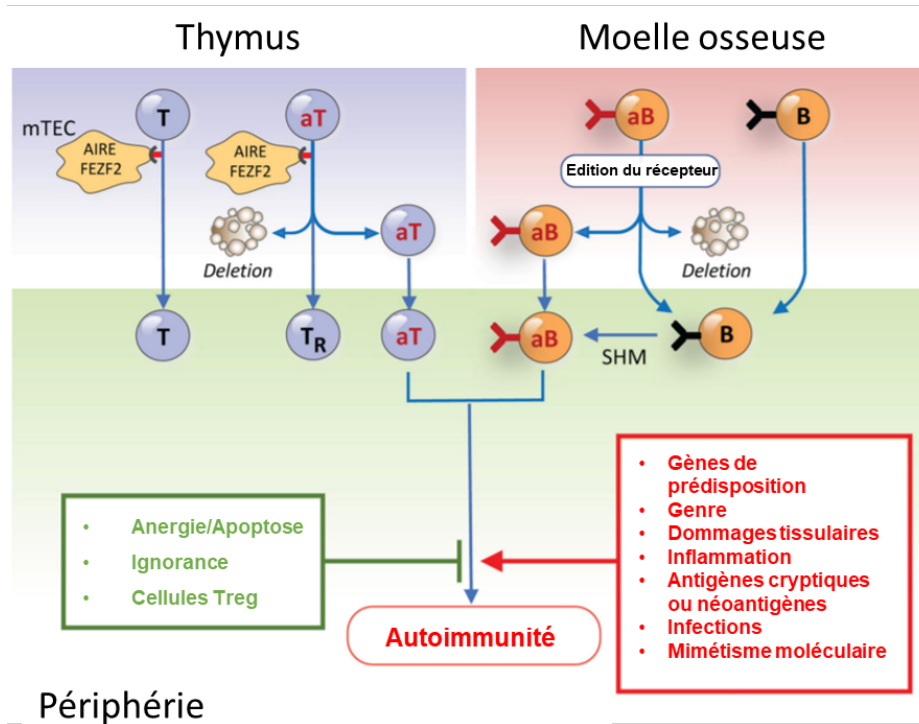 Thymus
Moelle osseuse
mTEC
T
aT
aB
B
AIRE
FEZF2
AIRE
FEZF2
Edition du récepteur
Deletion
aT
aB
Deletion
T
TR
aT
aB
SHM
B
Anergie/Apoptose
Ignorance
Cellules Treg
Gènes de
prédisposition
Genre
Dommages tissulaires
Inflammation
Antigènes cryptiques
ou néoantigènes
Infections
Mimétisme moléculaire
Autoimmunité
Périphérie